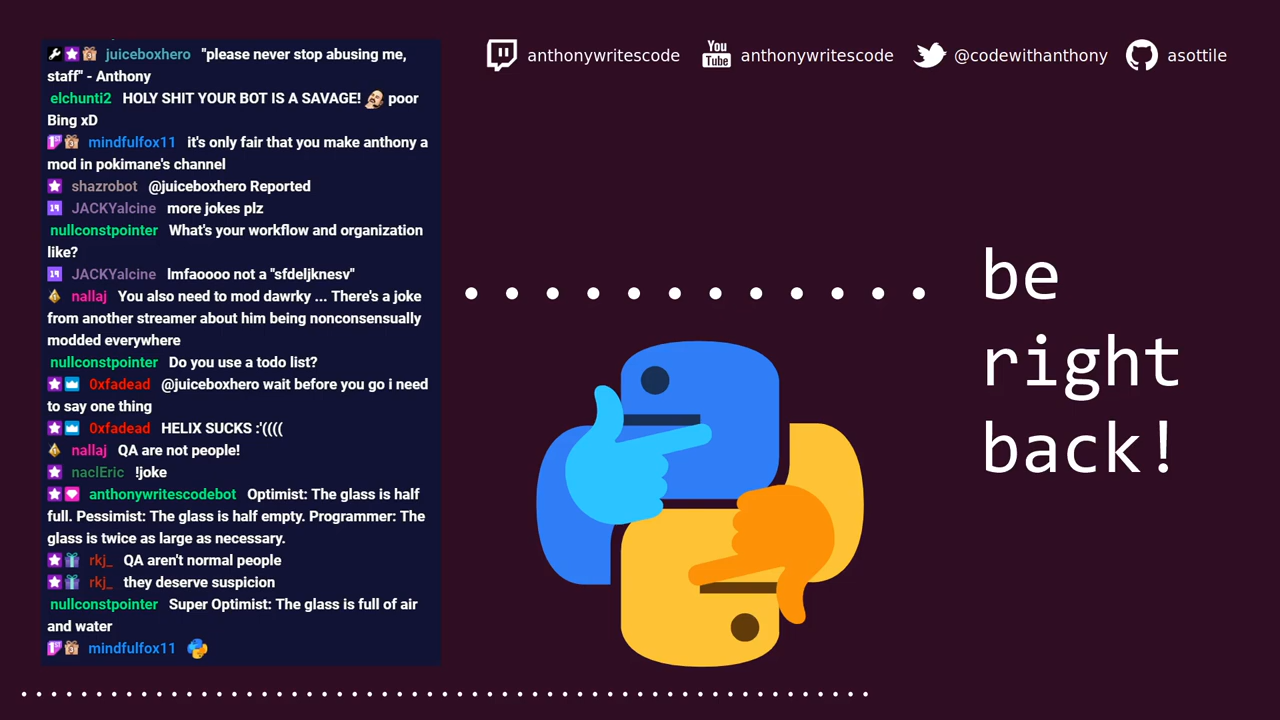 anthonywritescode
You Tube anthonywritescode
@codewithanthony
asottile
juiceboxhero "please never stop abusing me,
staff" - Anthony
elchunti2 HOLY SHIT YOUR BOT IS A SAVAGE! poor
Bing xD
mindfulfox11 it's only fair that you make anthony a
mod in pokimane's channel
shazrobot @juiceboxhero Reported
19 JACKYalcine more jokes plz
nullconstpointer What's your workflow and organization
like?
19 JACKYalcine lmfaoooo not a "sfdeljknesv"
nallaj You also need to mod dawrky ... There's a joke
from another streamer about him being nonconsensually
modded everywhere
nullconstpointer Do you use a todo list?
0xfadead @juiceboxhero wait before you go i need
to say one thing
0xfadead HELIX SUCKS :'((((
nallaj QA are not people!
naclEric !joke
anthonywritescodebot Optimist: The glass is half
full. Pessimist: The glass is half empty. Programmer: The
glass is twice as large as necessary.
rkj_ QA aren't normal people
rkj_ they deserve suspicion
nullconstpointer Super Optimist: The glass is full of air
and water
mindfulfox11
be
right
back!